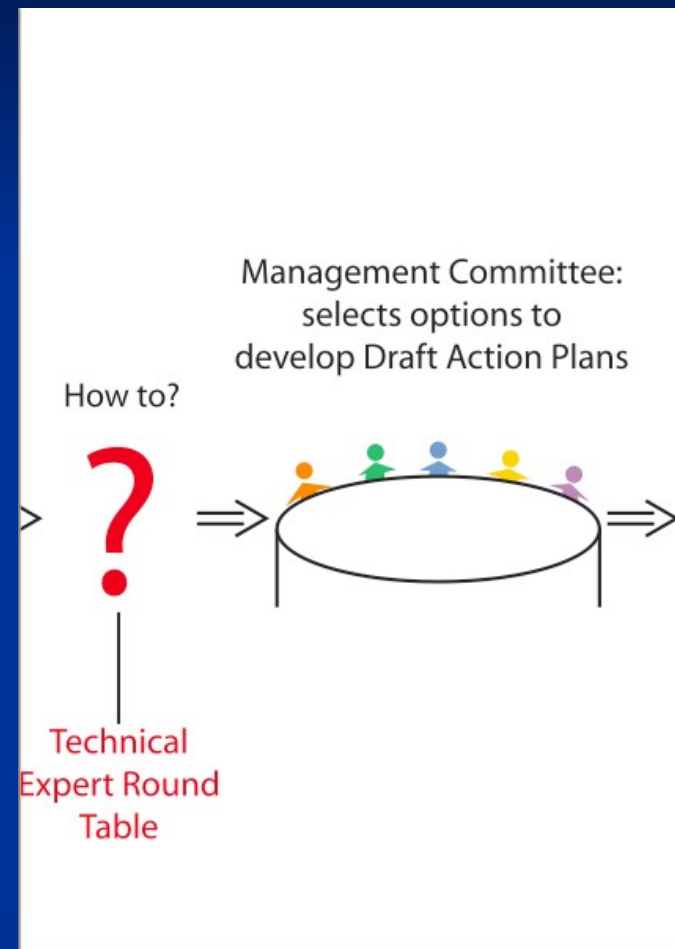 Management Committee:
selects options to
develop Draft Action Plans
How to?
?
Technical
Expert Round
Table